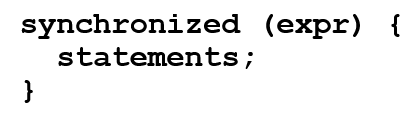 synchronized (expr) {
  statements;
}